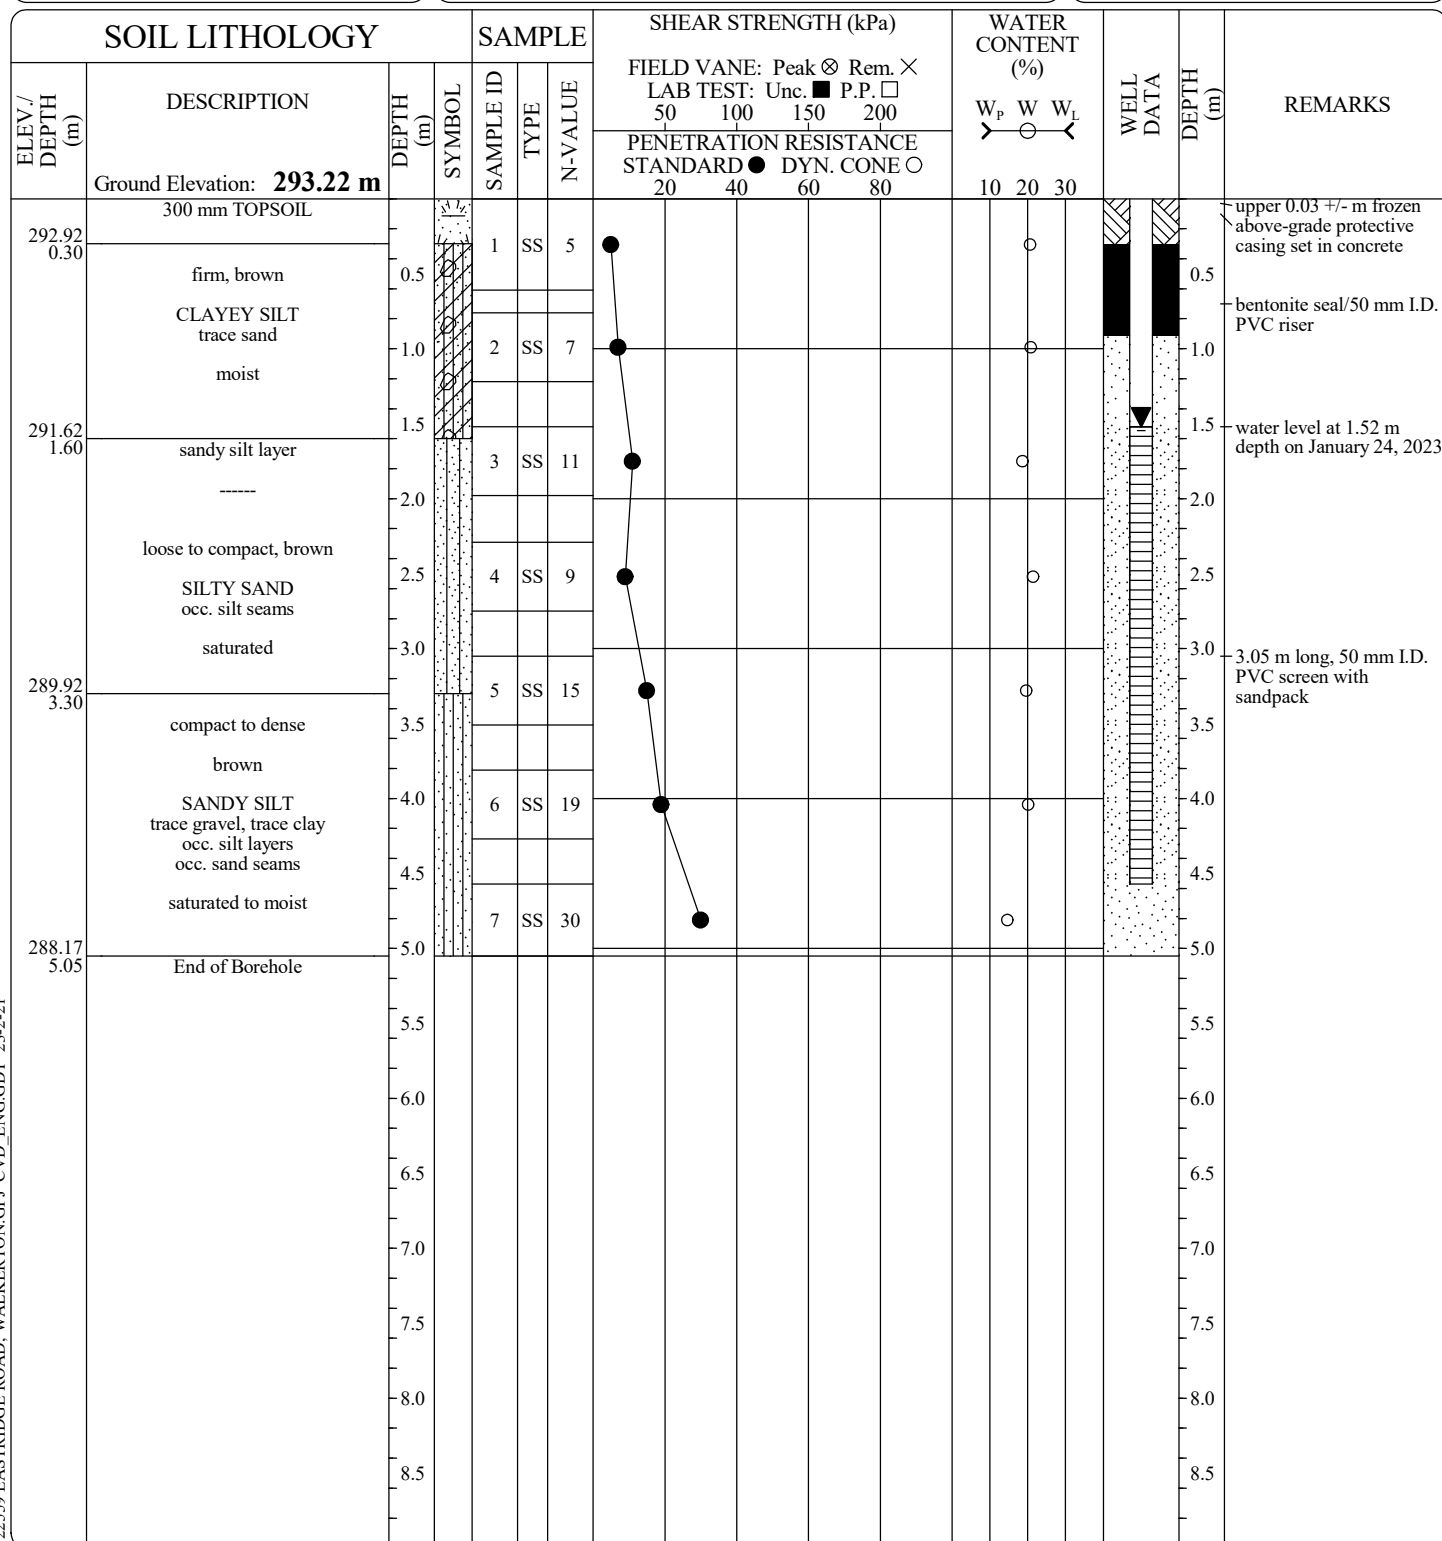 SOIL LITHOLOGY
SAMPLE
SHEAR STRENGTH (kPa)
FIELD VANE: Peak ⊗ Rem. ×
LAB TEST: Unc. ■ P.P. □
50 100 150 200
PENETRATION RESISTANCE
STANDARD ● DYN. CONE ○
20 40 60 80
WATER
CONTENT
(%)
W_P W W_L
10 20 30
ELEV./
DEPTH
(m)
DESCRIPTION
Ground Elevation: 293.22 m
DEPTH
(m)
SYMBOL
SAMPLE ID
TYPE
N-VALUE
WELL
DATA
DEPTH
(m)
REMARKS
300 mm TOPSOIL
292.92
0.30
firm, brown
CLAYEY SILT
trace sand
moist
291.62
1.60
sandy silt layer
------
loose to compact, brown
SILTY SAND
occ. silt seams
saturated
289.92
3.30
compact to dense
brown
SANDY SILT
trace gravel, trace clay
occ. silt layers
occ. sand seams
saturated to moist
288.17
5.05
End of Borehole
0.5
1.0
1.5
2.0
2.5
3.0
3.5
4.0
4.5
5.0
5.5
6.0
6.5
7.0
7.5
8.0
8.5
1 SS 5
2 SS 7
3 SS 11
4 SS 9
5 SS 15
6 SS 19
7 SS 30
0.5
1.0
1.5
2.0
2.5
3.0
3.5
4.0
4.5
5.0
5.5
6.0
6.5
7.0
7.5
8.0
8.5
upper 0.03 +/- m frozen
above-grade protective
casing set in concrete
bentonite seal/50 mm I.D.
PVC riser
water level at 1.52 m
depth on January 24, 2023
3.05 m long, 50 mm I.D.
PVC screen with
sandpack
EASTRIDGE ROAD, WALKERTON.GPJ CVD_ENG.GDT 23-2-21